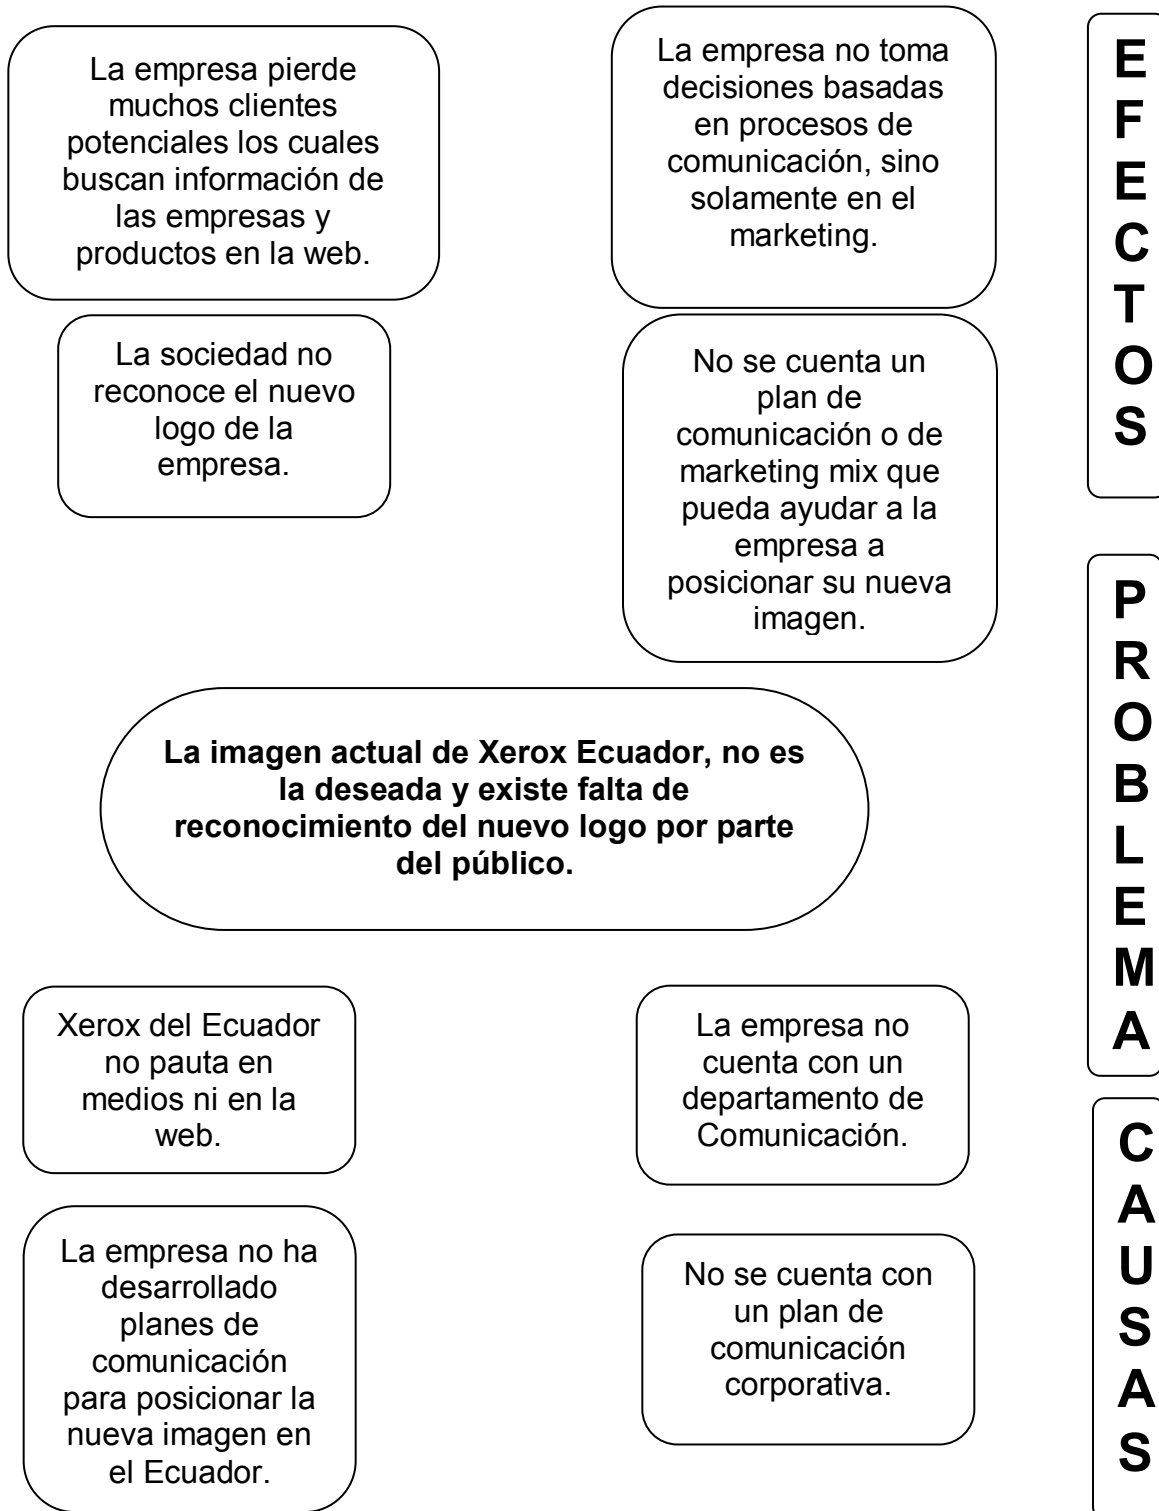 La empresa pierde
muchos clientes
potenciales los cuales
buscan información de
las empresas y
productos en la web.
La empresa no toma
decisiones basadas
en procesos de
comunicación, sino
solamente en el
marketing.
La sociedad no
reconoce el nuevo
logo de la
empresa.
No se cuenta un
plan de
comunicación o de
marketing mix que
pueda ayudar a la
empresa a
posicionar su nueva
imagen.
E
F
E
C
T
O
S
La imagen actual de Xerox Ecuador, no es
la deseada y existe falta de
reconocimiento del nuevo logo por parte
del público.
P
R
O
B
L
E
M
A
Xerox del Ecuador
no pauta en
medios ni en la
web.
La empresa no
cuenta con un
departamento de
Comunicación.
La empresa no ha
desarrollado
planes de
comunicación
para posicionar la
nueva imagen en
el Ecuador.
No se cuenta con
un plan de
comunicación
corporativa.
C
A
U
S
A
S